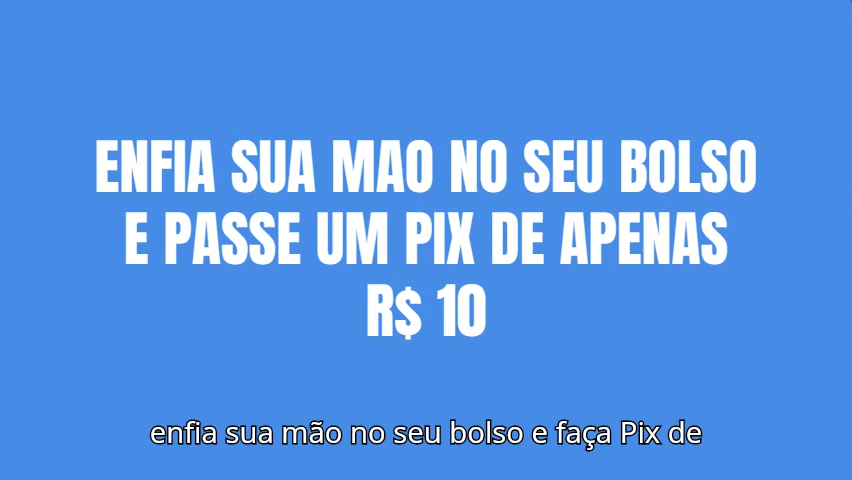 ENFIA SUA MAO NO SEU BOLSO
E PASSE UM PIX DE APENAS
R$ 10
enfia sua mão no seu bolso e faça Pix de